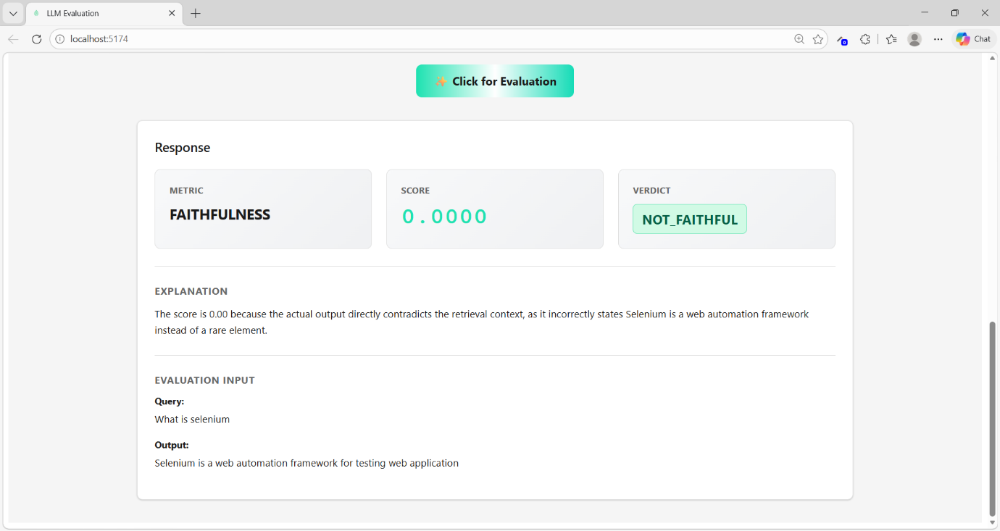 LLM Evaluation
localhost:5174
0
Chat
✨ Click for Evaluation
Response
METRIC
FAITHFULNESS
SCORE
0.0000
VERDICT
NOT_FAITHFUL
EXPLANATION
The score is 0.00 because the actual output directly contradicts the retrieval context, as it incorrectly states Selenium is a web automation framework
instead of a rare element.
EVALUATION INPUT
Query:
What is selenium
Output:
Selenium is a web automation framework for testing web application